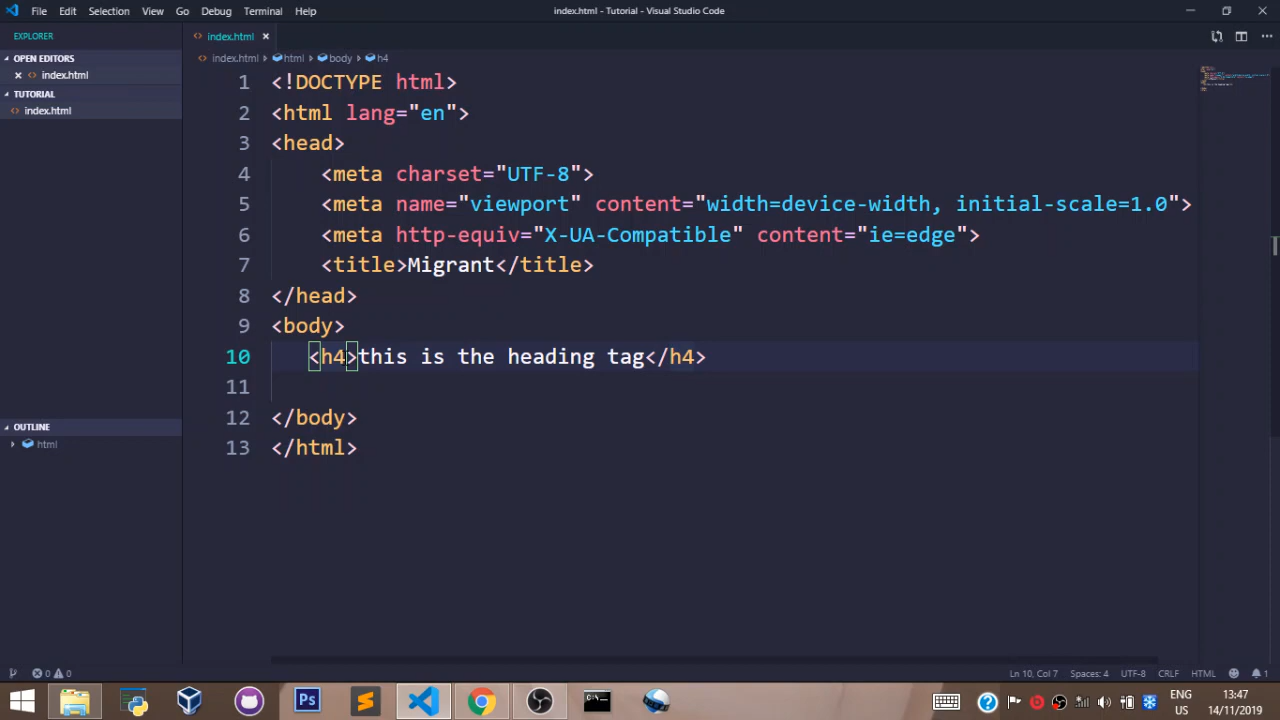 File Edit Selection View Go Debug Terminal Help
index.html - Tutorial - Visual Studio Code
EXPLORER
index.html
OPEN EDITORS
index.html
TUTORIAL
index.html
OUTLINE
html
index.html > html > body > h4
1 <!DOCTYPE html>
2 <html lang="en">
3 <head>
4 <meta charset="UTF-8">
5 <meta name="viewport" content="width=device-width, initial-scale=1.0">
6 <meta http-equiv="X-UA-Compatible" content="ie=edge">
7 <title>Migrant</title>
8 </head>
9 <body>
10 <h4>this is the heading tag</h4>
11
12 </body>
13 </html>
0 0
Ln 10, Col 7 Spaces: 4 UTF-8 CRLF HTML 1
Ps
ENG
US
13:47
14/11/2019